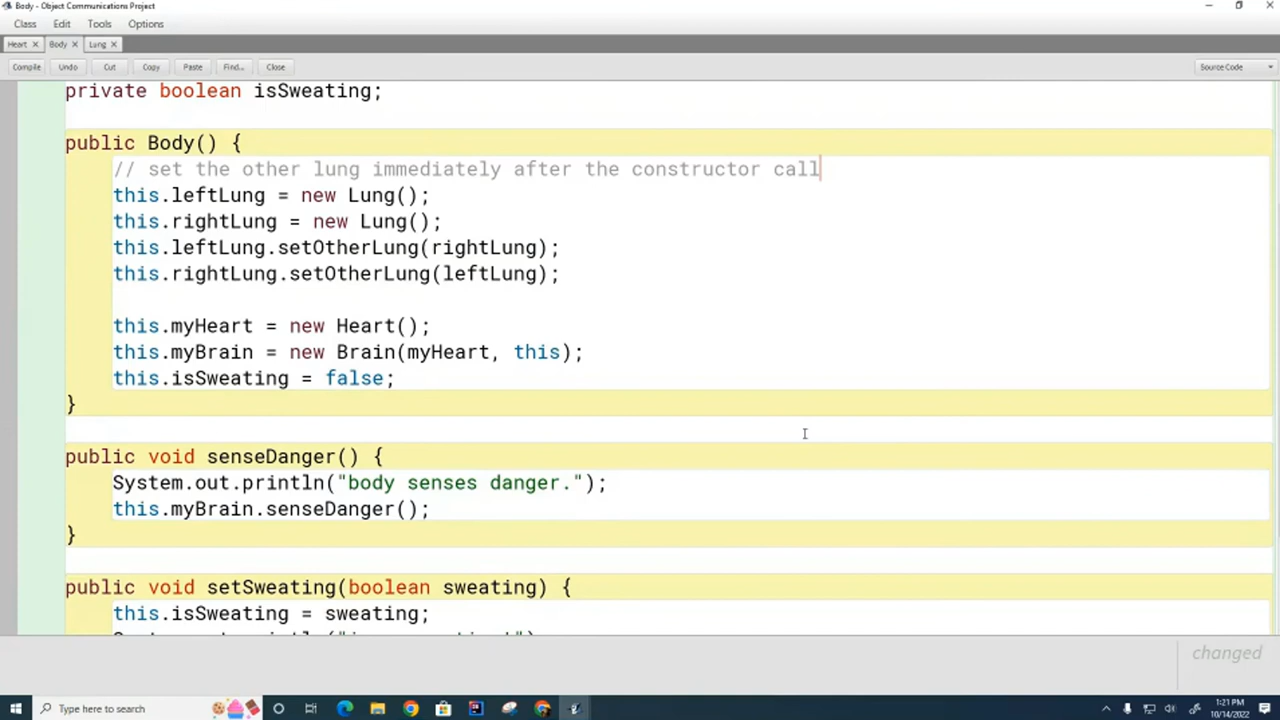 Body - Object Communications Project
Class Edit Tools Options
Heart X Body X Lung X
Compile Undo Cut Copy Paste Find... Close Source Code
private boolean isSweating;
public Body() {
// set the other lung immediately after the constructor call
this.leftLung = new Lung();
this.rightLung = new Lung();
this.leftLung.setOtherLung(rightLung);
this.rightLung.setOtherLung(leftLung);
this.myHeart = new Heart();
this.myBrain = new Brain(myHeart, this);
this.isSweating = false;
}
public void senseDanger() {
System.out.println("body senses danger.");
this.myBrain.senseDanger();
}
public void setSweating(boolean sweating) {
this.isSweating = sweating;
changed
Type here to search
1:21 PM
10/14/2022